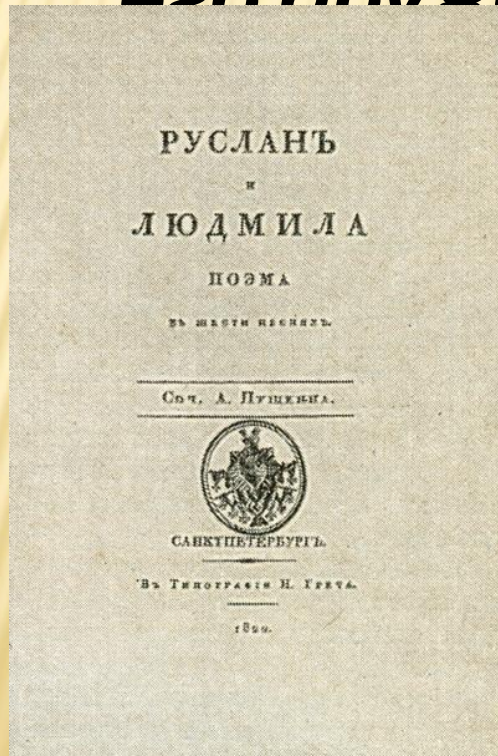 РУСЛАНЪ
и
ЛЮДМИЛА
ПОЭМА
въ шести пѣсняхъ.
Соч. А. Пушкина.
САНКТПЕТЕРБУРГЪ.
Въ Типографіи Н. Греча.
1820.